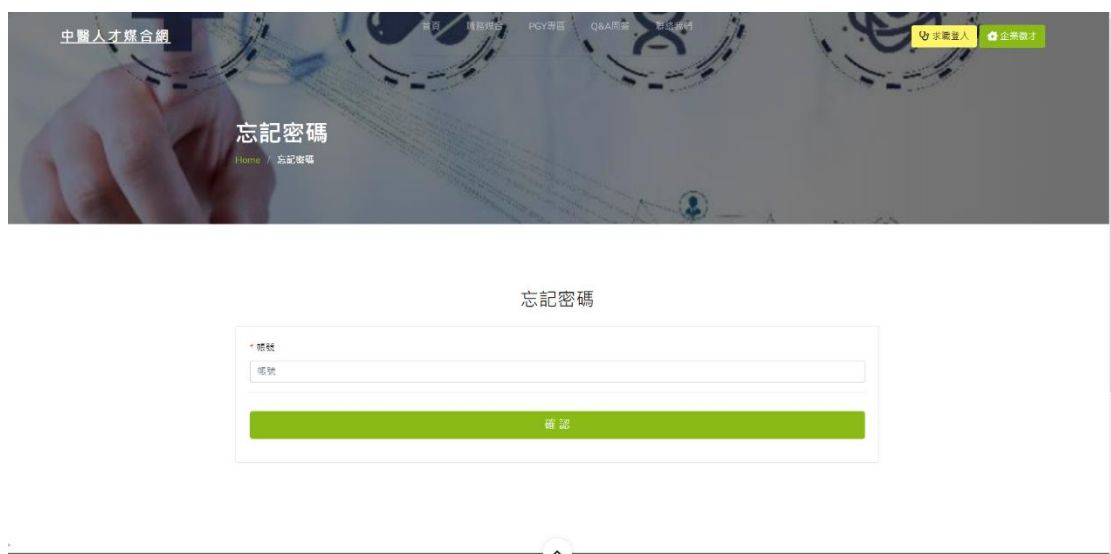 中醫人才媒合網
首頁 職務媒合 PGY專區 Q&A問答 聯絡我們
求職登入 企業徵才
忘記密碼
Home / 忘記密碼
忘記密碼
* 帳號
帳號
確認